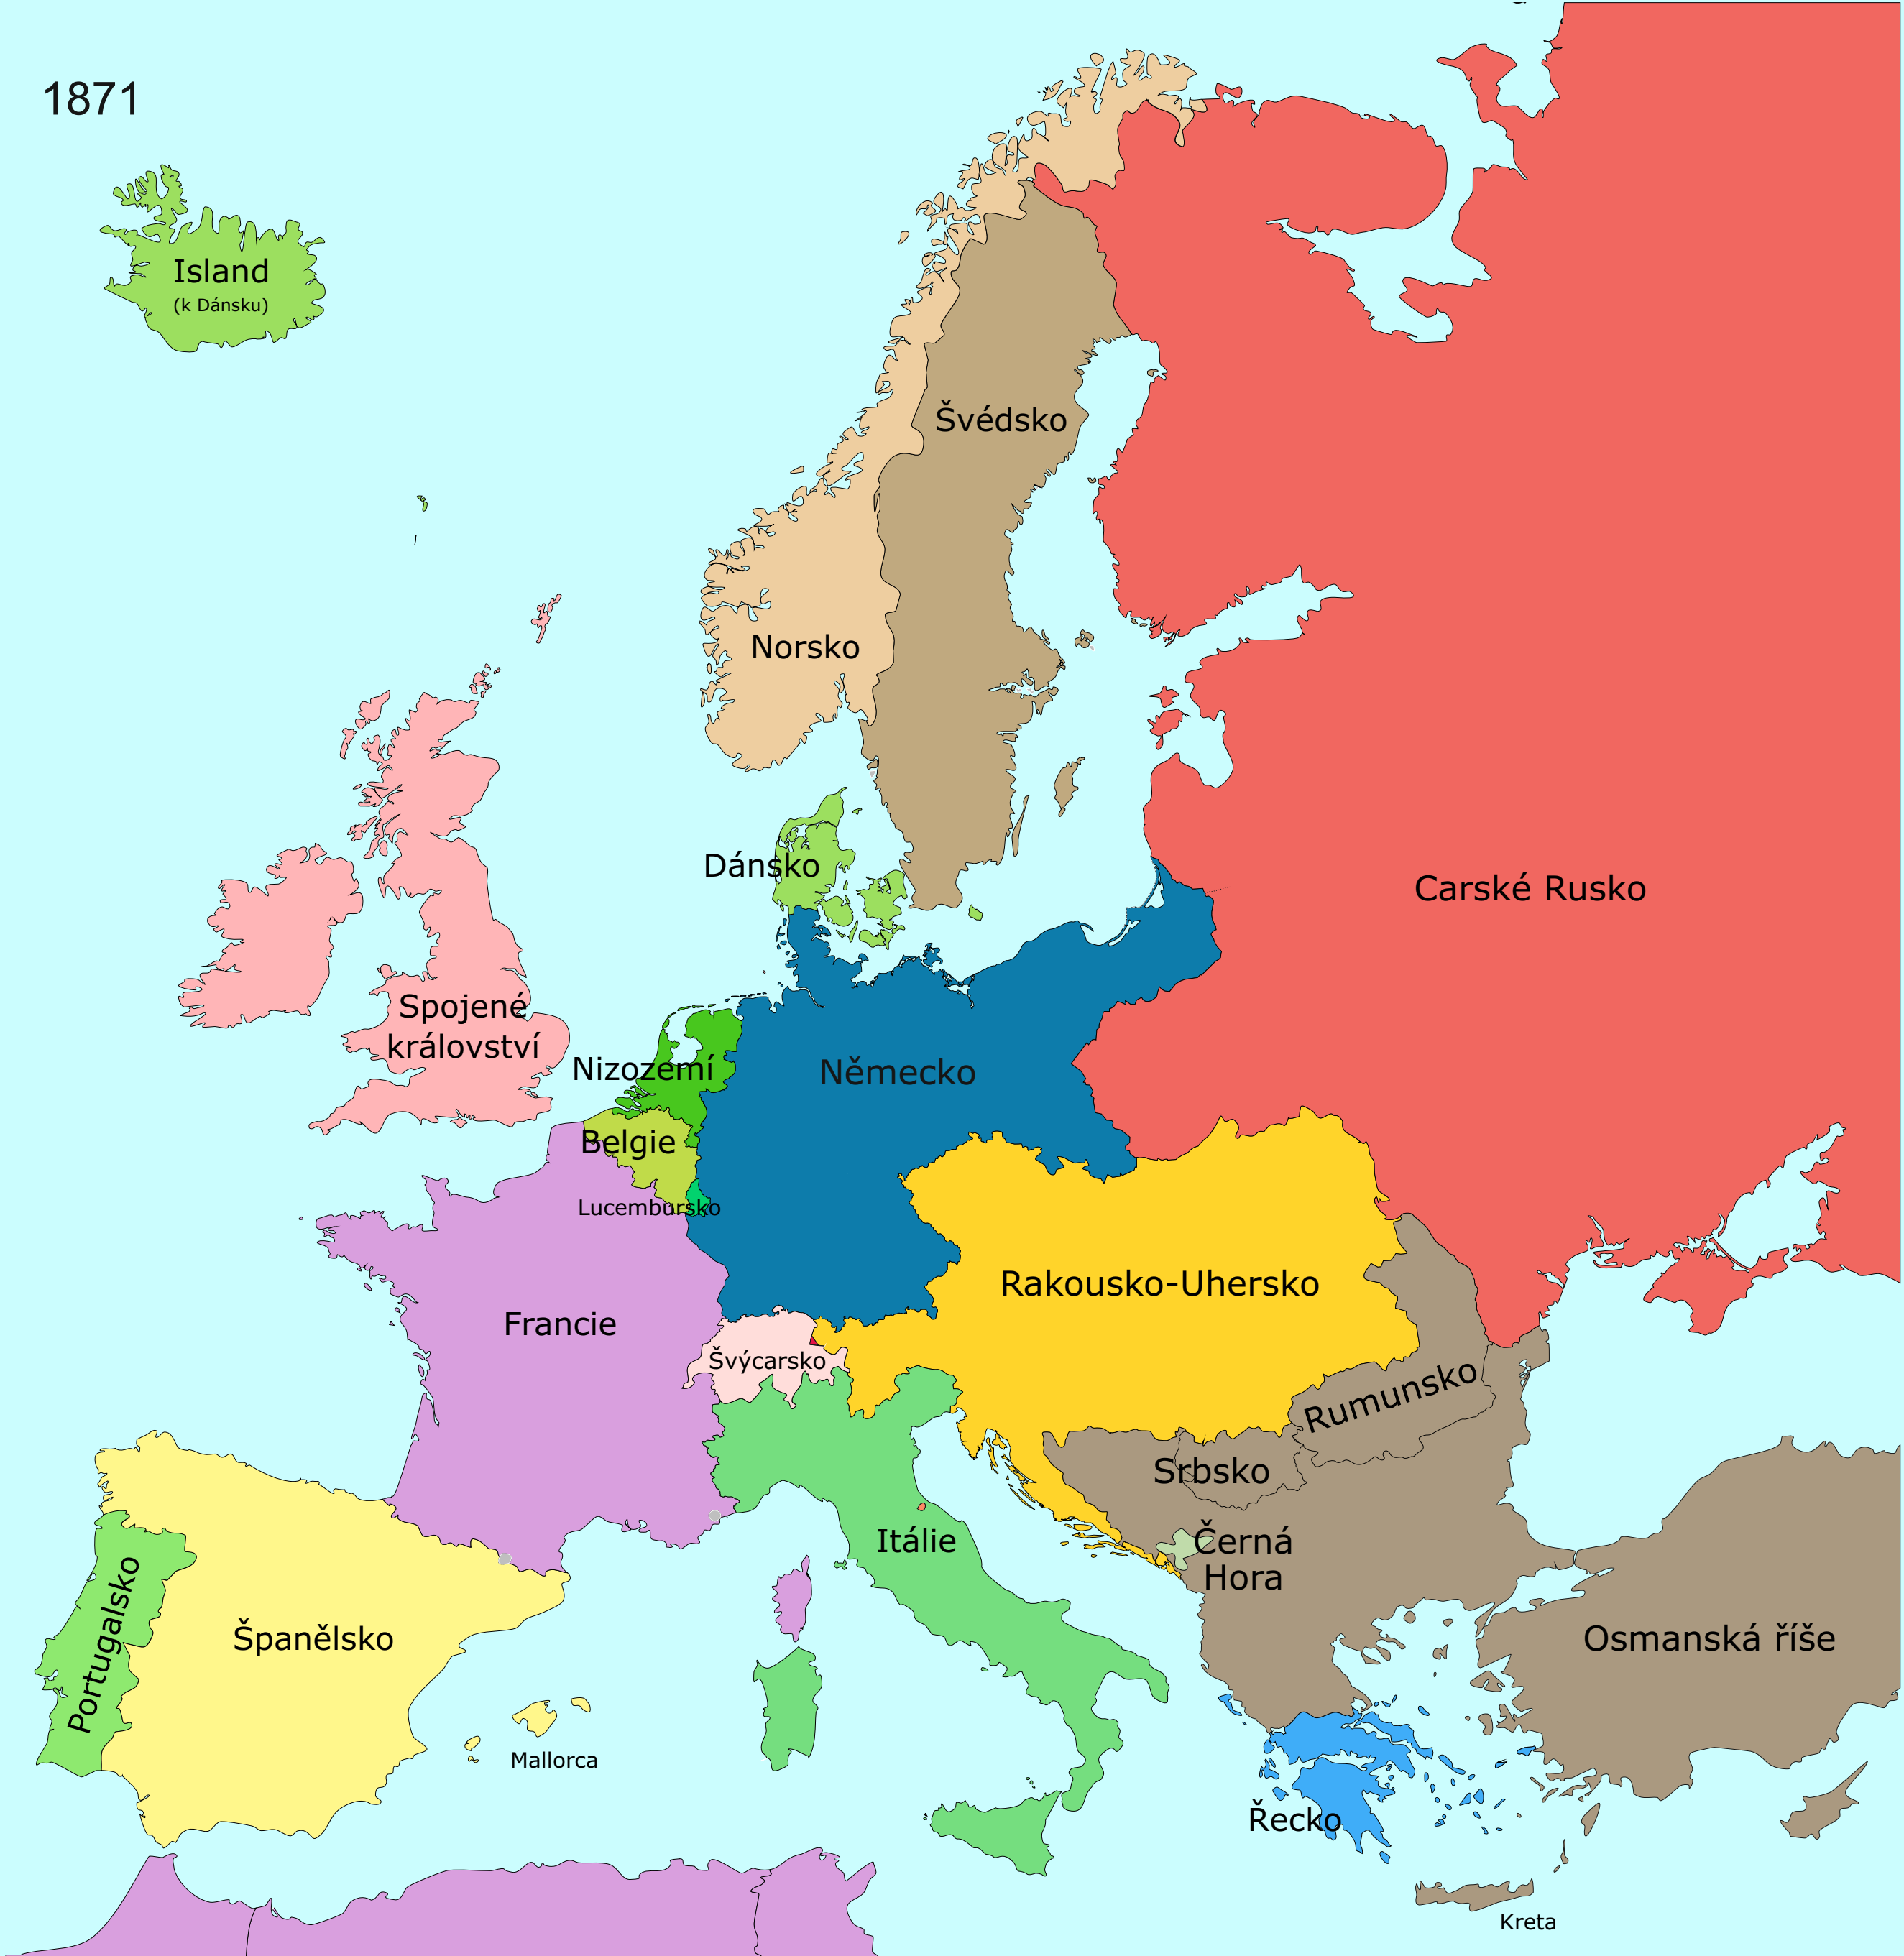 1871
Island
(k Dánsku)
Švédsko
Norsko
Dánsko
Carské Rusko
Spojené
království
Nizozemí
Německo
Belgie
Lucembursko
Rakousko-Uhersko
Francie
Švýcarsko
Rumunsko
Srbsko
Itálie
Černá
Hora
Portugalsko
Španělsko
Osmanská říše
Mallorca
Řecko
Kreta